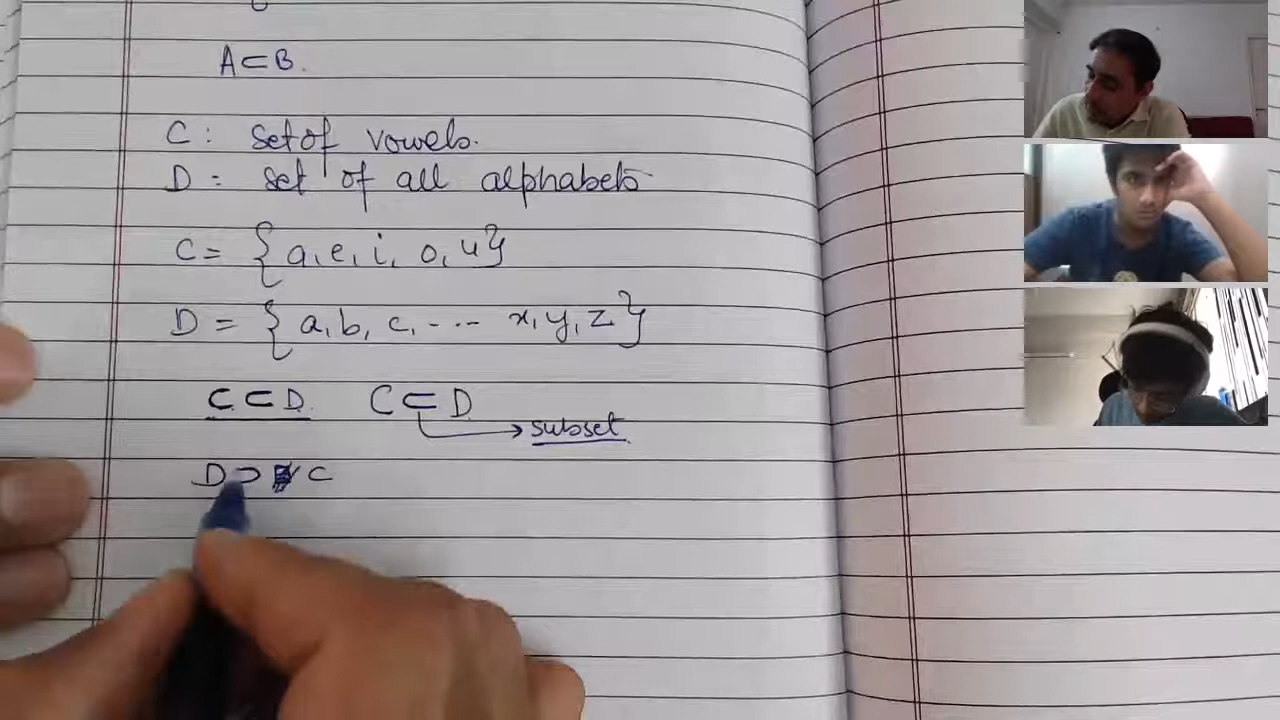 A⊂B.
C: set of vowels.
D: set of all alphabets
C = {a, e, i, o, u}
D = {a, b, c, ---- x, y, z}
C ⊂ D. C ⊂ D
subset
D ⊃ C